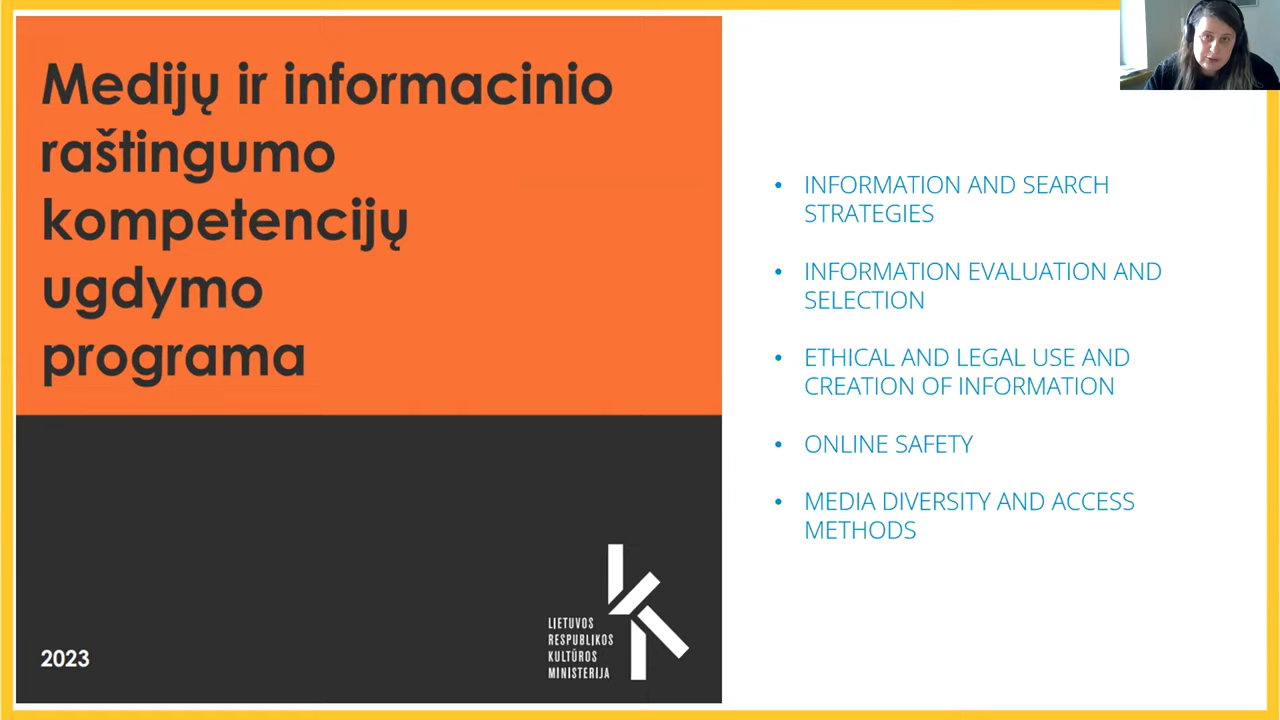 Medijų ir informacinio
raštingumo
kompetencijų
ugdymo
programa
2023
LIETUVOS
RESPUBLIKOS
KULTŪROS
MINISTERIJA
• INFORMATION AND SEARCH
STRATEGIES
• INFORMATION EVALUATION AND
SELECTION
• ETHICAL AND LEGAL USE AND
CREATION OF INFORMATION
• ONLINE SAFETY
• MEDIA DIVERSITY AND ACCESS
METHODS